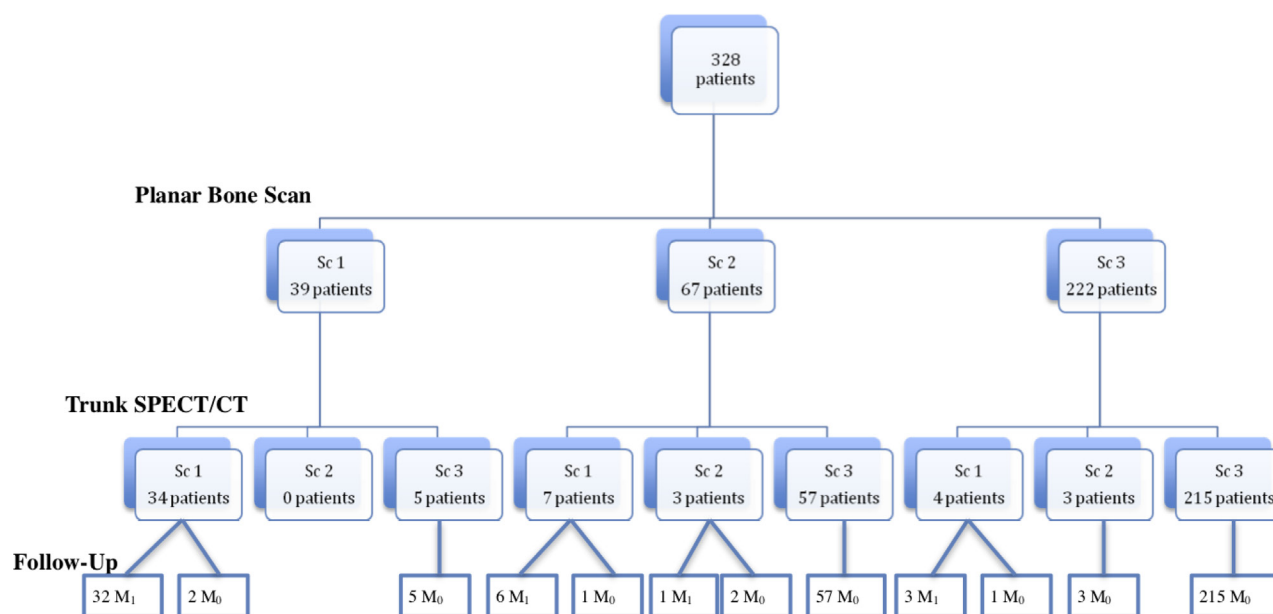 328
patients
Planar Bone Scan
Sc 1
39 patients
Sc 2
67 patients
Sc 3
222 patients
Trunk SPECT/CT
Sc 1
34 patients
Sc 2
0 patients
Sc 3
5 patients
Sc 1
7 patients
Sc 2
3 patients
Sc 3
57 patients
Sc 1
4 patients
Sc 2
3 patients
Sc 3
215 patients
Follow-Up
32 M₁
2 M₀
5 M₀
6 M₁
1 M₀
1 M₁
2 M₀
57 M₀
3 M₁
1 M₀
3 M₀
215 M₀